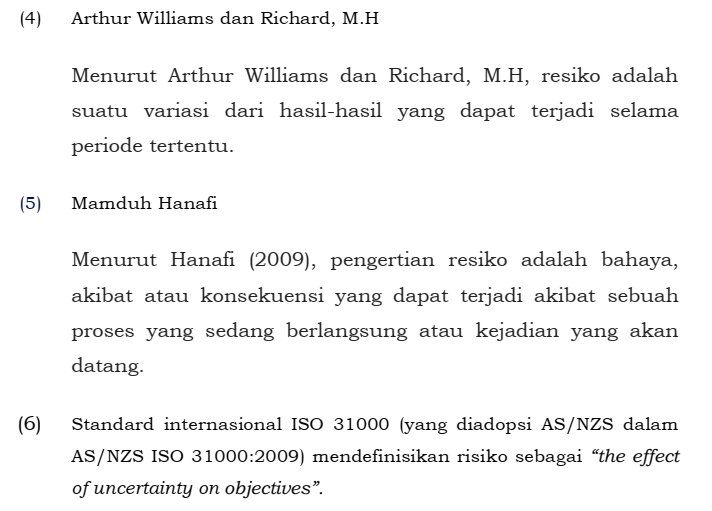 (4) Arthur Williams dan Richard, M.H
Menurut Arthur Williams dan Richard, M.H, resiko adalah
suatu variasi dari hasil-hasil yang dapat terjadi selama
periode tertentu.
(5) Mamduh Hanafi
Menurut Hanafi (2009), pengertian resiko adalah bahaya,
akibat atau konsekuensi yang dapat terjadi akibat sebuah
proses yang sedang berlangsung atau kejadian yang akan
datang.
(6) Standard internasional ISO 31000 (yang diadopsi AS/NZS dalam
AS/NZS ISO 31000:2009) mendefinisikan risiko sebagai “the effect
of uncertainty on objectives”.